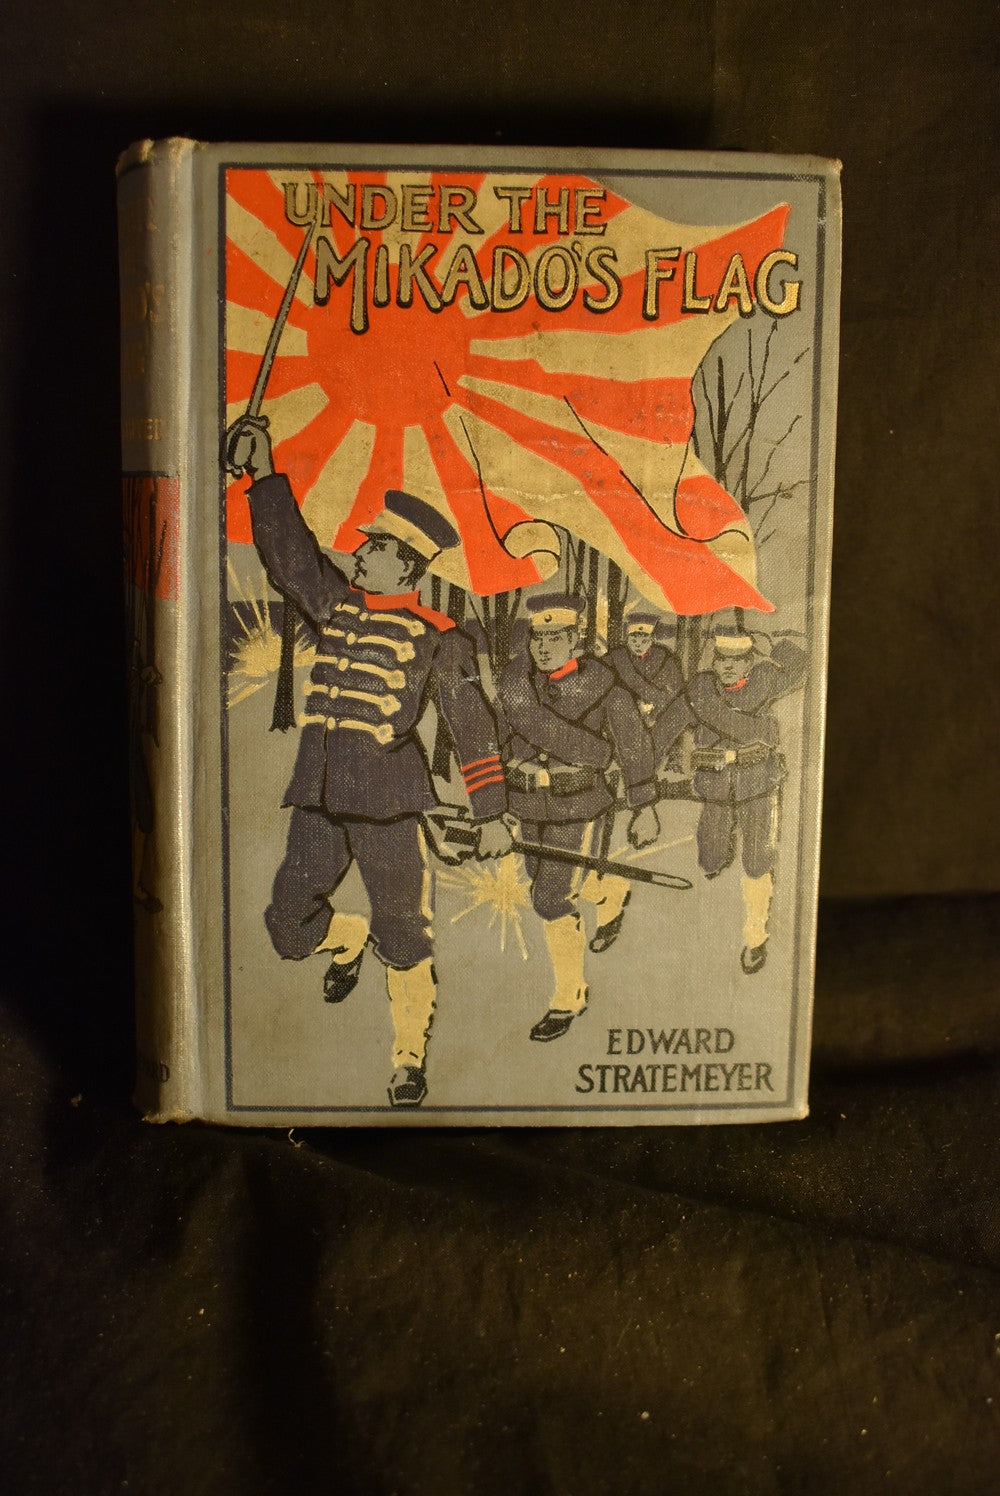 UNDER THE
MIKADO'S FLAG
EDWARD
STRATEMEYER